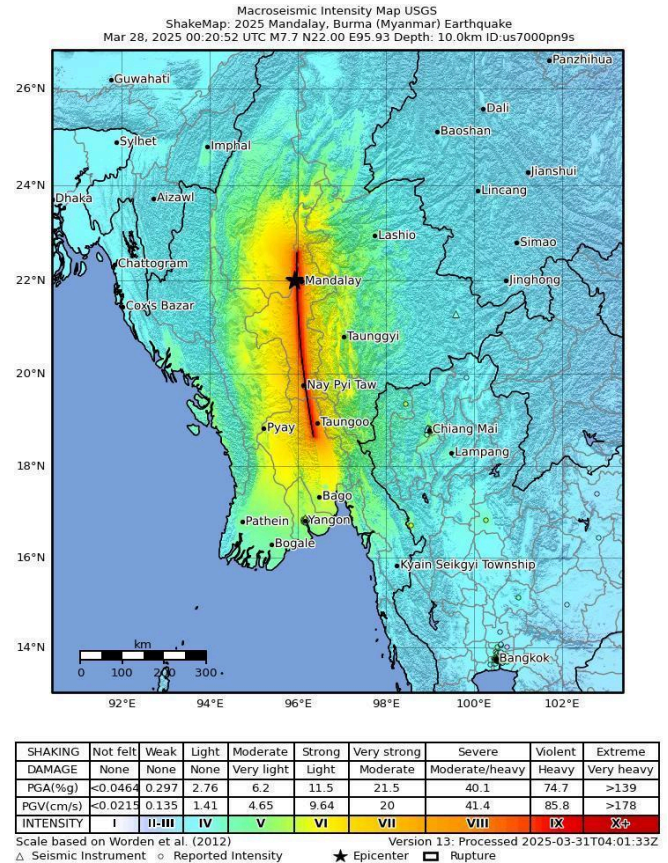 Macroseismic Intensity Map USGS
ShakeMap: 2025 Mandalay, Burma (Myanmar) Earthquake
Mar 28, 2025 00:20:52 UTC M7.7 N22.00 E95.93 Depth: 10.0km ID:us7000pn9s
Panzhihua
26°N
Guwahati
Dali
Baoshan
Sylhet
Imphal
Jianshui
24°N
Lincang
Dhaka
Aizawl
Lashio
Simao
Chattogram
22°N
Mandalay
Jinghong
Cox's Bazar
Taunggyi
20°N
Nay Pyi Taw
Pyay
Taungoo
Chiang Mai
Lampang
18°N
Bago
Pathein
Yangon
Bogale
16°N
Kyain Seikgyi Township
km
14°N
Bangkok
0 100 200 300
92°E 94°E 96°E 98°E 100°E 102°E
SHAKING Not felt Weak Light Moderate Strong Very strong Severe Violent Extreme
DAMAGE None None None Very light Light Moderate Moderate/heavy Heavy Very heavy
PGA(%g) <0.0464 0.297 2.76 6.2 11.5 21.5 40.1 74.7 >139
PGV(cm/s) <0.0215 0.135 1.41 4.65 9.64 20 41.4 85.8 >178
INTENSITY I II-III IV V VI VII VIII IX X+
Scale based on Worden et al. (2012) Version 13: Processed 2025-03-31T04:01:33Z
△ Seismic Instrument ○ Reported Intensity ★ Epicenter Rupture